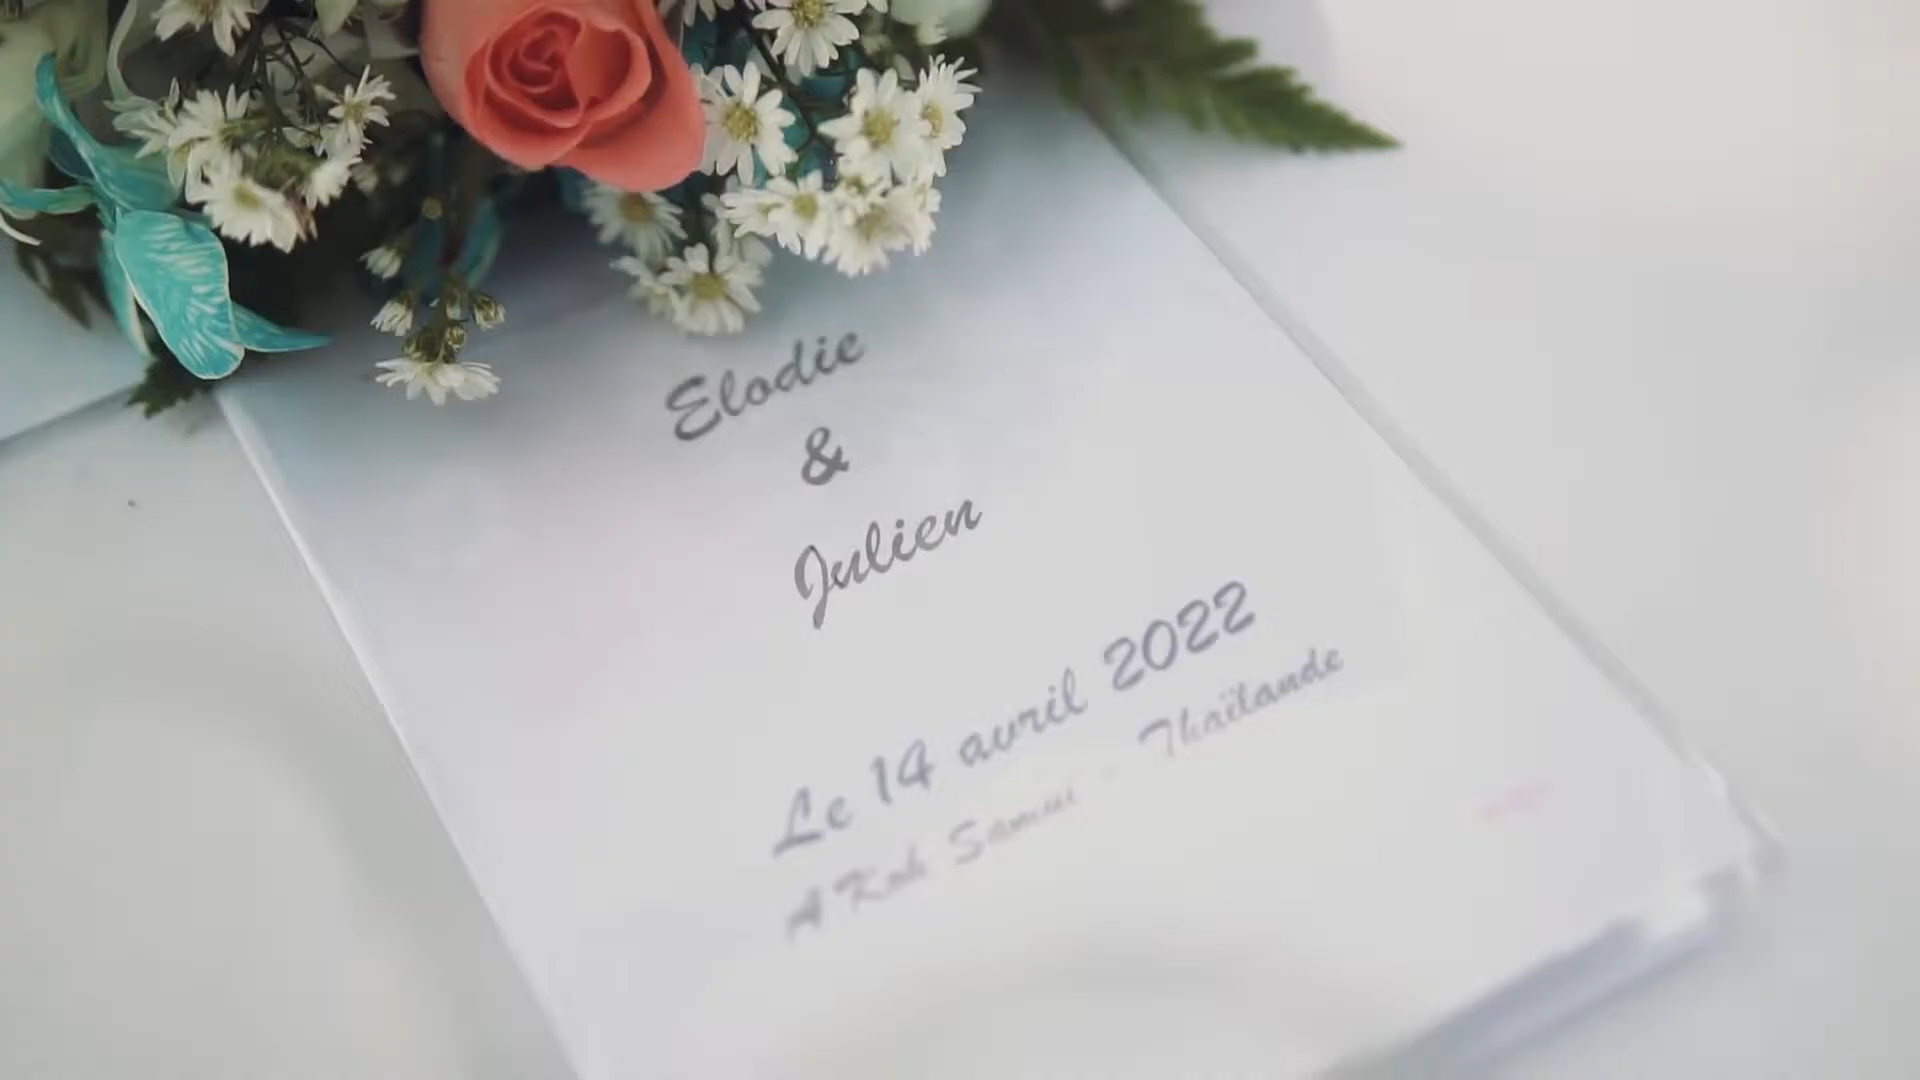 Elodie
&
Julien
Le 14 avril 2022
A Koh Samui - Thaïlande